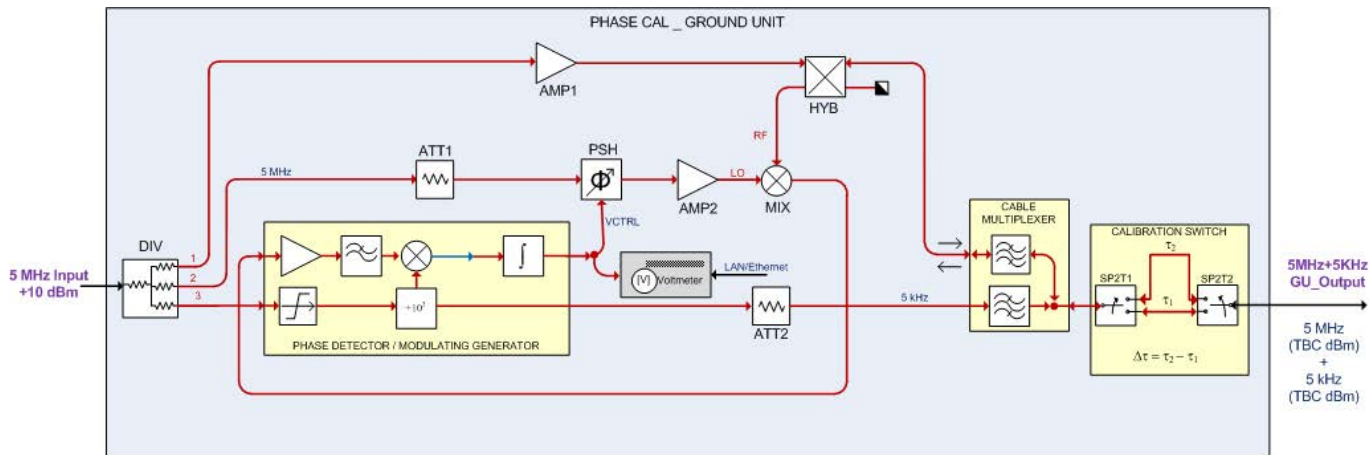 PHASE CAL _ GROUND UNIT
AMP1
HYB
RF
ATT1
PSH
5 MHz
Φ
AMP2
LO
MIX
VCTRL
CABLE
MULTIPLEXER
CALIBRATION SWITCH
τ2
DIV
1
2
3
5 MHz Input
+10 dBm
∫
[V]
Voltmeter
LAN/Ethernet
SP2T1
SP2T2
τ1
5MHz+5KHz
GU_Output
ATT2
5 kHz
PHASE DETECTOR / MODULATING GENERATOR
Δτ = τ2 − τ1
5 MHz
(TBC dBm)
+
5 kHz
(TBC dBm)